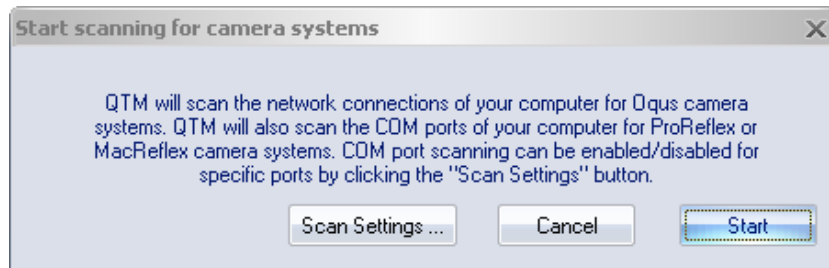 Start scanning for camera systems
QTM will scan the network connections of your computer for Oqus camera
systems. QTM will also scan the COM ports of your computer for ProReflex or
MacReflex camera systems. COM port scanning can be enabled/disabled for
specific ports by clicking the "Scan Settings" button.
Scan Settings ... Cancel Start